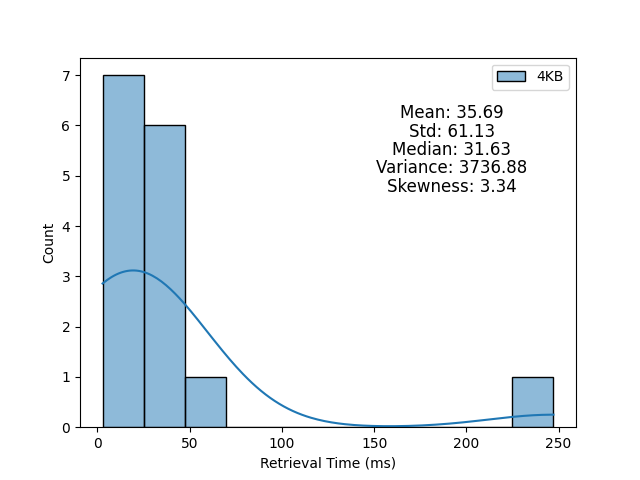 4KB
Mean: 35.69
Std: 61.13
Median: 31.63
Variance: 3736.88
Skewness: 3.34
Count
7
6
5
4
3
2
1
0
0 50 100 150 200 250
Retrieval Time (ms)